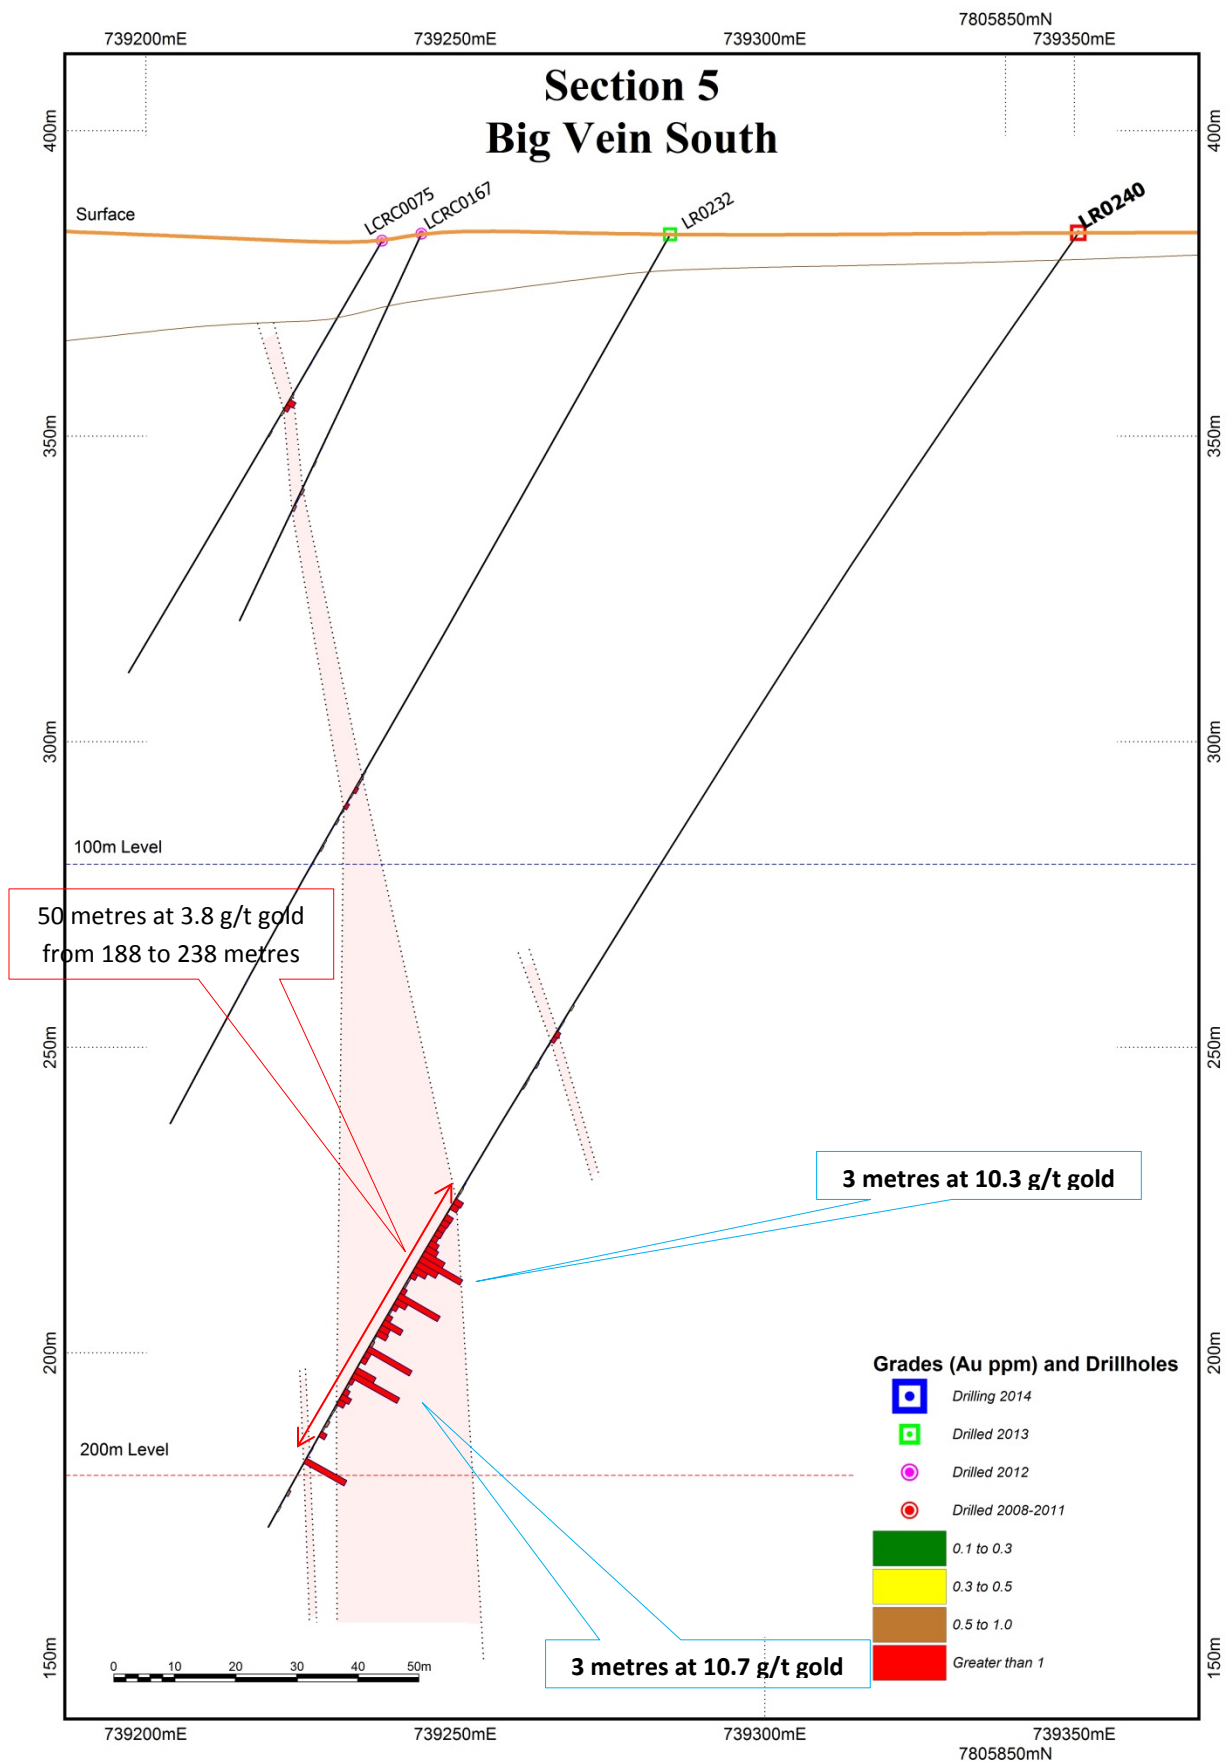 7805850mN
739200mE 739250mE 739300mE 739350mE
Section 5
Big Vein South
400m 400m
LCRC0075
LCRC0167
LR0232
LR0240
Surface
350m 350m
300m 300m
100m Level
50 metres at 3.8 g/t gold
from 188 to 238 metres
250m 250m
3 metres at 10.3 g/t gold
200m 200m
Grades (Au ppm) and Drillholes
Drilling 2014
Drilled 2013
200m Level
Drilled 2012
Drilled 2008-2011
0.1 to 0.3
0.3 to 0.5
0.5 to 1.0
Greater than 1
150m 150m
0 10 20 30 40 50m
3 metres at 10.7 g/t gold
739200mE 739250mE 739300mE 739350mE
7805850mN